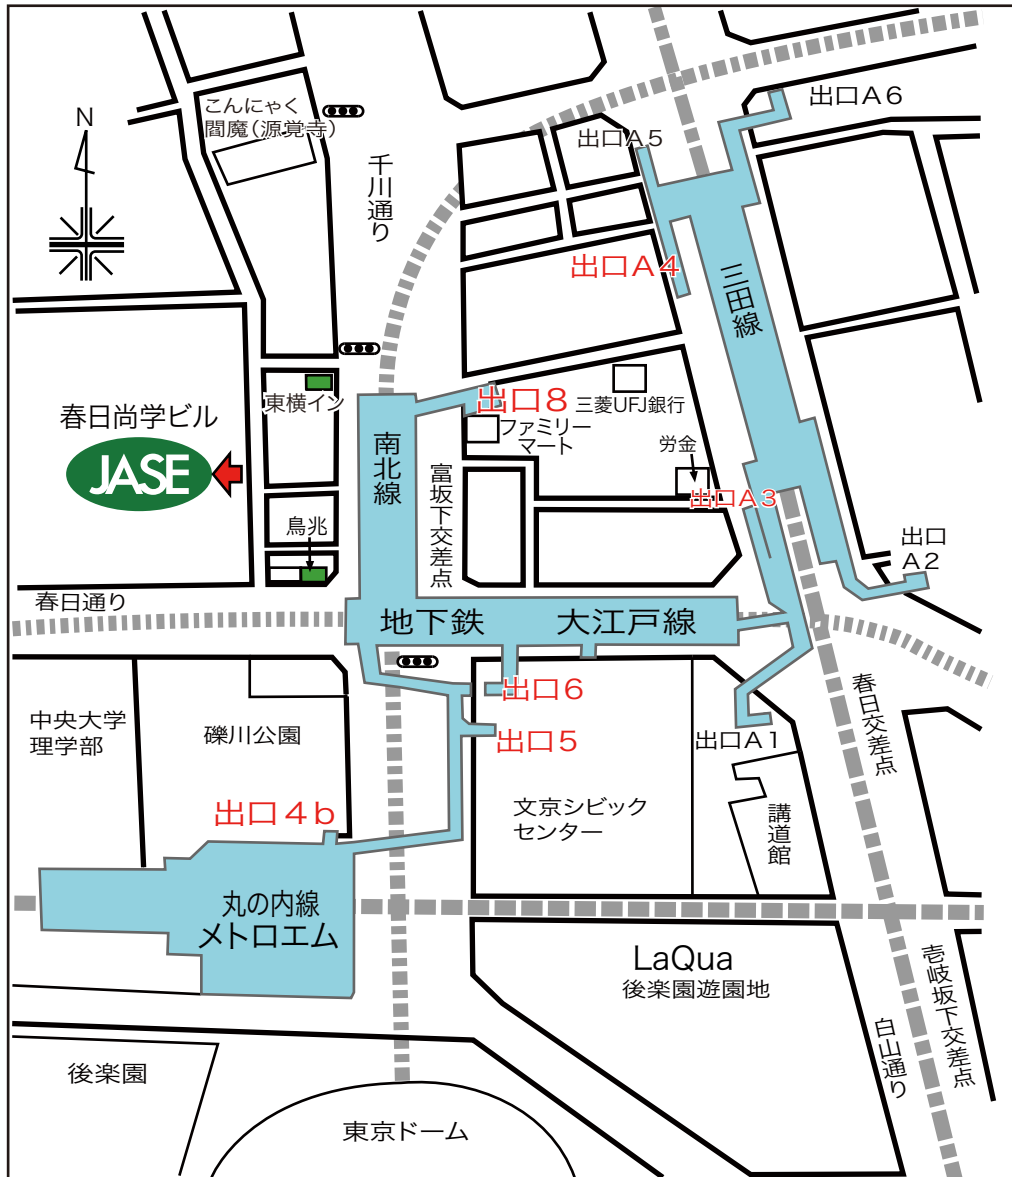 出口A6
こんにゃく
閻魔(源覚寺)
N
出口A5
千川通り
出口A4
三田線
東横イン
出口8
三菱UFJ銀行
春日尚学ビル
ファミリー
マート
南北線
労金
JASE
富坂下交差点
出口A3
鳥兆
出口
A2
春日通り
地下鉄
大江戸線
出口6
春日交差点
中央大学
理学部
礫川公園
出口5
出口A1
文京シビック
センター
講道館
出口4b
丸の内線
メトロエム
LaQua
後楽園遊園地
壱岐坂下交差点
白山通り
後楽園
東京ドーム